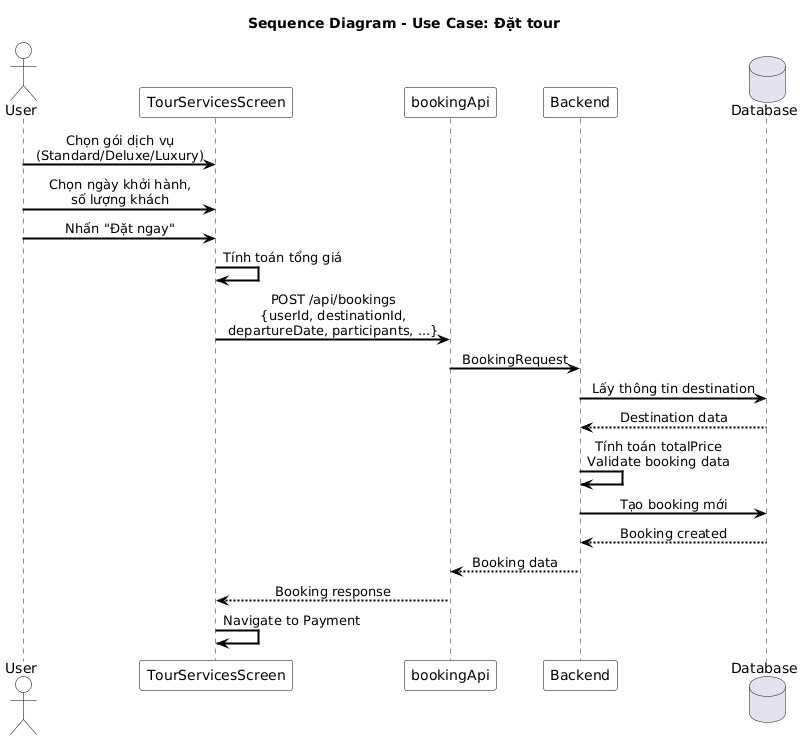 Sequence Diagram - Use Case: Đặt tour
User
TourServicesScreen
bookingApi
Backend
Database
Chọn gói dịch vụ
(Standard/Deluxe/Luxury)
Chọn ngày khởi hành,
số lượng khách
Nhấn "Đặt ngay"
Tính toán tổng giá
POST /api/bookings
{userId, destinationId,
departureDate, participants, ...}
BookingRequest
Lấy thông tin destination
Destination data
Tính toán totalPrice
Validate booking data
Tạo booking mới
Booking created
Booking data
Booking response
Navigate to Payment
User
TourServicesScreen
bookingApi
Backend
Database